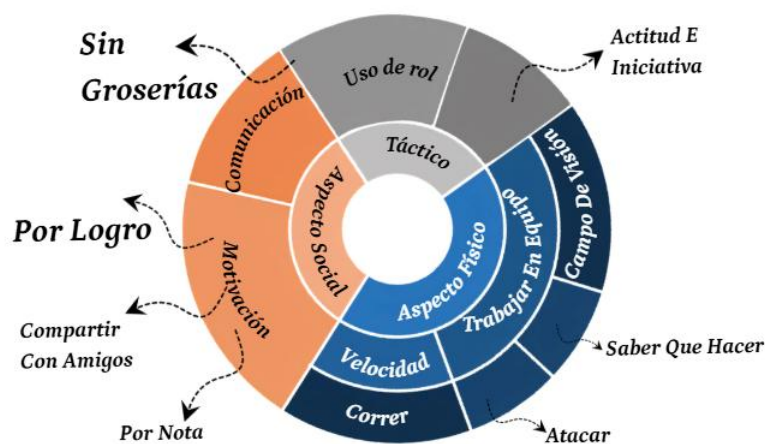 Sin
Groserías
Uso de rol
Actitud E
Iniciativa
Comunicación
Táctico
Campo De Visión
Aspecto Social
Trabajar En Equipo
Por Logro
Motivación
Aspecto Físico
Compartir
Con Amigos
Velocidad
Saber Que Hacer
Por Nota
Correr
Atacar